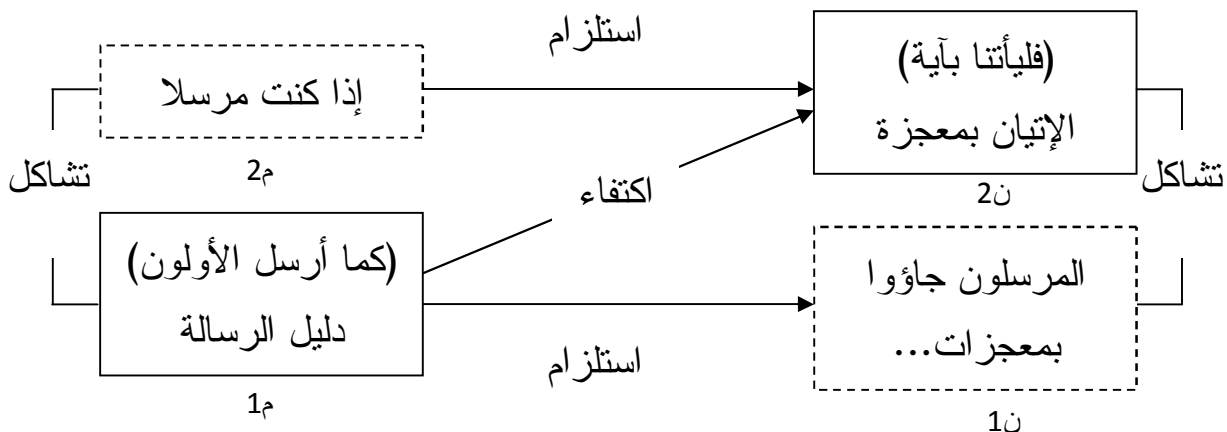 استلزام
(فليأتنا بآية)
الإتيان بمعجزة
ن2
إذا كنت مرسلا
م2
تشاكل
اكتفاء
تشاكل
(كما أرسل الأولون)
دليل الرسالة
م1
استلزام
المرسلون جاؤوا
بمعجزات...
ن1